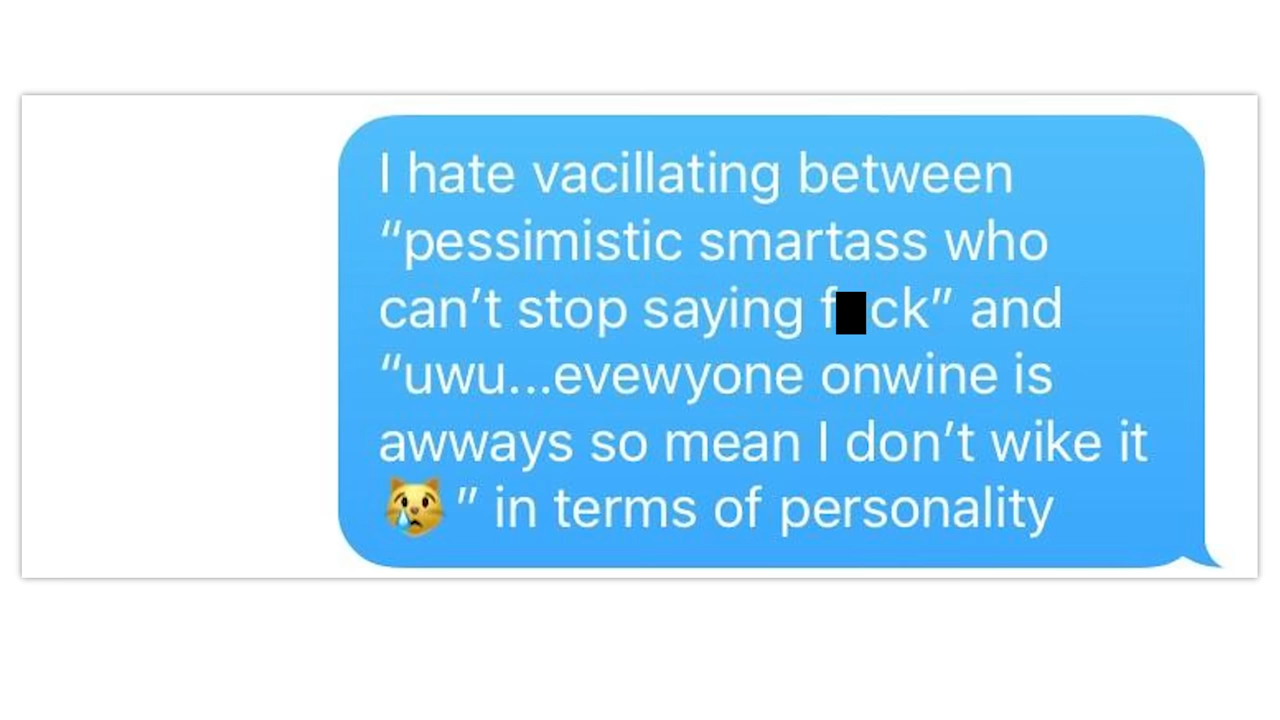 I hate vacillating between
“pessimistic smartass who
can’t stop saying f█ck” and
“uwu...evewyone onwine is
awways so mean I don’t wike it
😿 ” in terms of personality